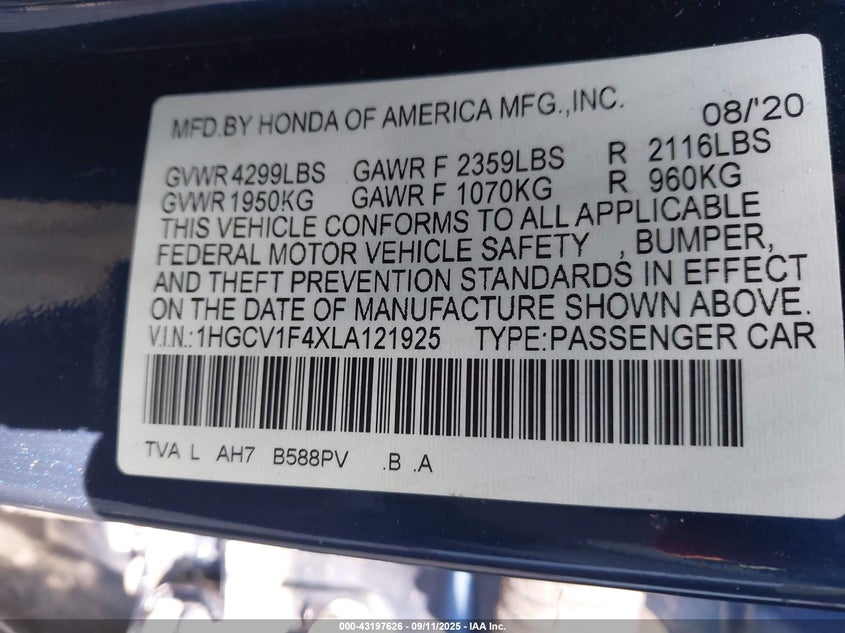 MFD.BY HONDA OF AMERICA MFG.,INC. 08/'20
GVWR 4299LBS GAWR F 2359LBS R 2116LBS
GVWR 1950KG GAWR F 1070KG R 960KG
THIS VEHICLE CONFORMS TO ALL APPLICABLE
FEDERAL MOTOR VEHICLE SAFETY , BUMPER,
AND THEFT PREVENTION STANDARDS IN EFFECT
ON THE DATE OF MANUFACTURE SHOWN ABOVE.
V.I.N.:1HGCV1F4XLA121925 TYPE:PASSENGER CAR
TVA L AH7 B588PV .B .A
000-43197626 - 09/11/2025 - IAA Inc.